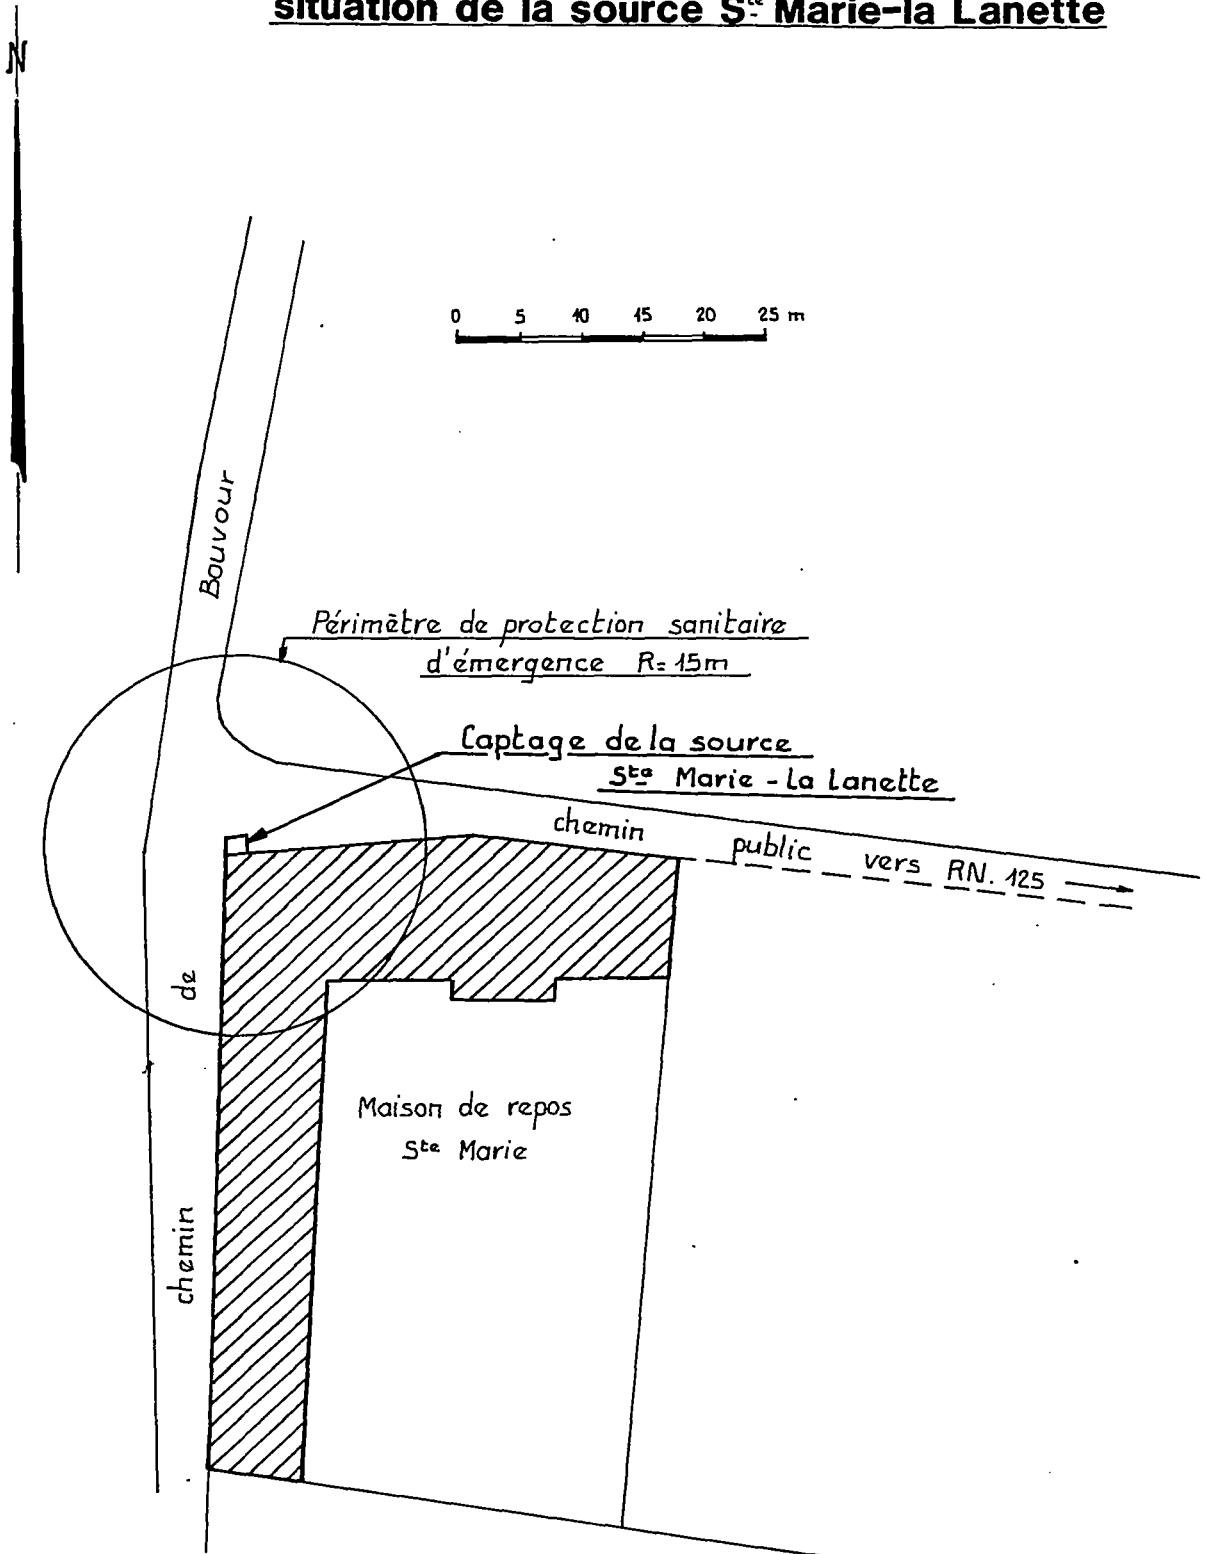 situation de la source Ste Marie-la Lanette
N
0 5 10 15 20 25 m
Bouvour
Périmètre de protection sanitaire
d'émergence R= 15m
Captage de la source
Ste Marie - La Lanette
chemin public vers RN. 125
de
Maison de repos
Ste Marie
chemin